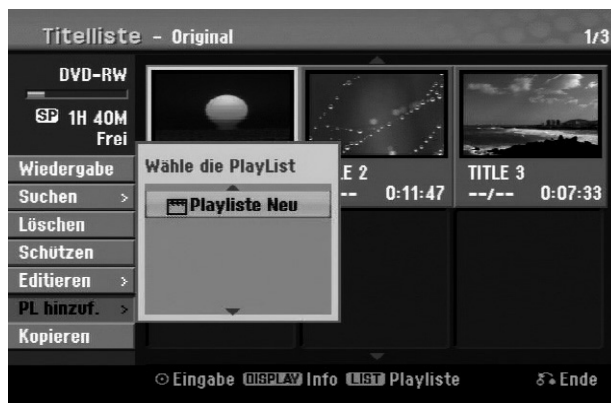 Titelliste - Original 1/3
DVD-RW
SP 1H 40M
Frei
Wiedergabe
Suchen >
Löschen
Schützen
Editieren >
PL hinzuf. >
Kopieren
Wähle die PlayList
Playliste Neu
LE 2
-- 0:11:47
TITLE 3
--/-- 0:07:33
Eingabe DISPLAY Info LIST Playliste Ende